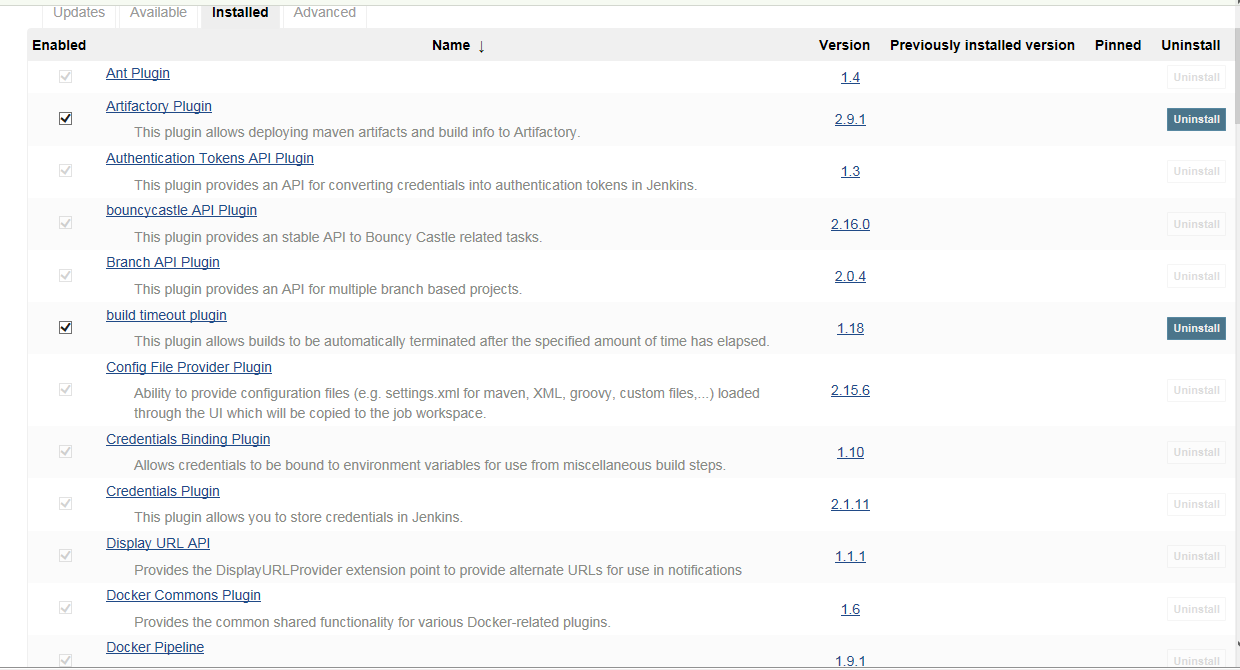 Updates Available Installed Advanced
Enabled Name ↓ Version Previously installed version Pinned Uninstall
Ant Plugin 1.4 Uninstall
Artifactory Plugin
This plugin allows deploying maven artifacts and build info to Artifactory. 2.9.1 Uninstall
Authentication Tokens API Plugin
This plugin provides an API for converting credentials into authentication tokens in Jenkins. 1.3 Uninstall
bouncycastle API Plugin
This plugin provides an stable API to Bouncy Castle related tasks. 2.16.0 Uninstall
Branch API Plugin
This plugin provides an API for multiple branch based projects. 2.0.4 Uninstall
build timeout plugin
This plugin allows builds to be automatically terminated after the specified amount of time has elapsed. 1.18 Uninstall
Config File Provider Plugin
Ability to provide configuration files (e.g. settings.xml for maven, XML, groovy, custom files,...) loaded 2.15.6 Uninstall
through the UI which will be copied to the job workspace.
Credentials Binding Plugin
Allows credentials to be bound to environment variables for use from miscellaneous build steps. 1.10 Uninstall
Credentials Plugin
This plugin allows you to store credentials in Jenkins. 2.1.11 Uninstall
Display URL API
Provides the DisplayURLProvider extension point to provide alternate URLs for use in notifications 1.1.1 Uninstall
Docker Commons Plugin
Provides the common shared functionality for various Docker-related plugins. 1.6 Uninstall
Docker Pipeline
1.9.1 Uninstall